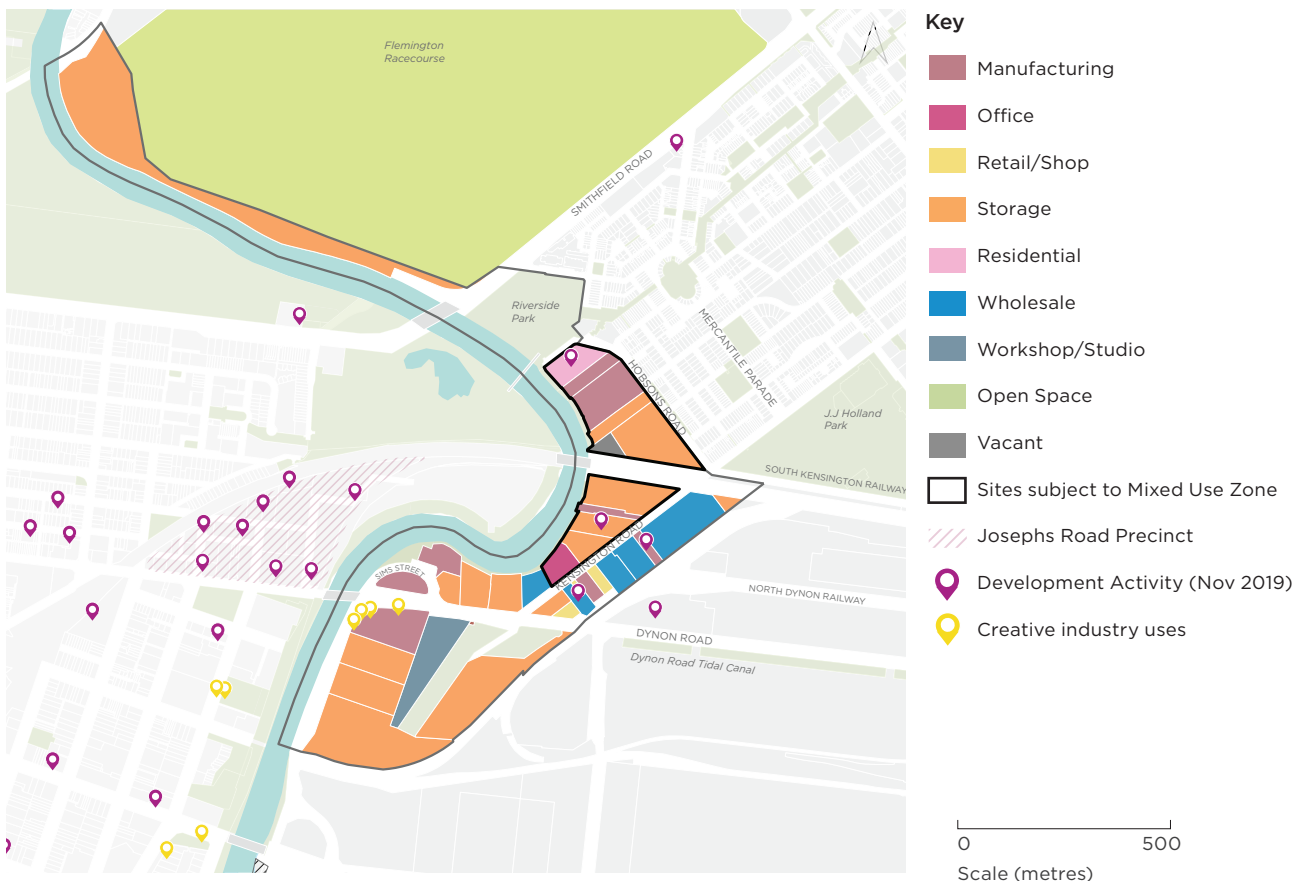 Flemington
Racecourse
SMITHFIELD ROAD
Riverside
Park
MERCANTILE PARADE
HOBSONS ROAD
J.J Holland
Park
SOUTH KENSINGTON RAILWAY
KENSINGTON ROAD
SIMS STREET
NORTH DYNON RAILWAY
DYNON ROAD
Dynon Road Tidal Canal
Key
Manufacturing
Office
Retail/Shop
Storage
Residential
Wholesale
Workshop/Studio
Open Space
Vacant
Sites subject to Mixed Use Zone
Josephs Road Precinct
Development Activity (Nov 2019)
Creative industry uses
0 500
Scale (metres)